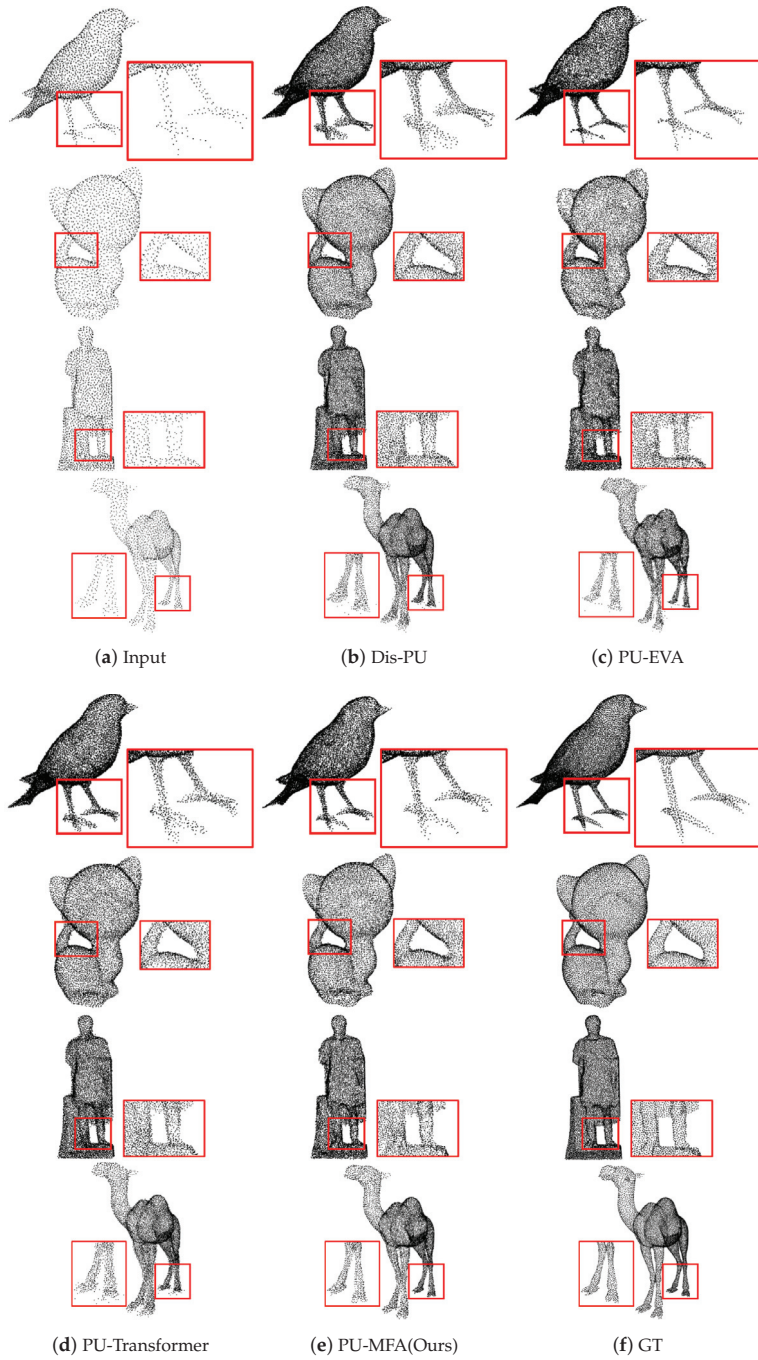 (a) Input
(b) Dis-PU
(c) PU-EVA
(d) PU-Transformer
(e) PU-MFA(Ours)
(f) GT